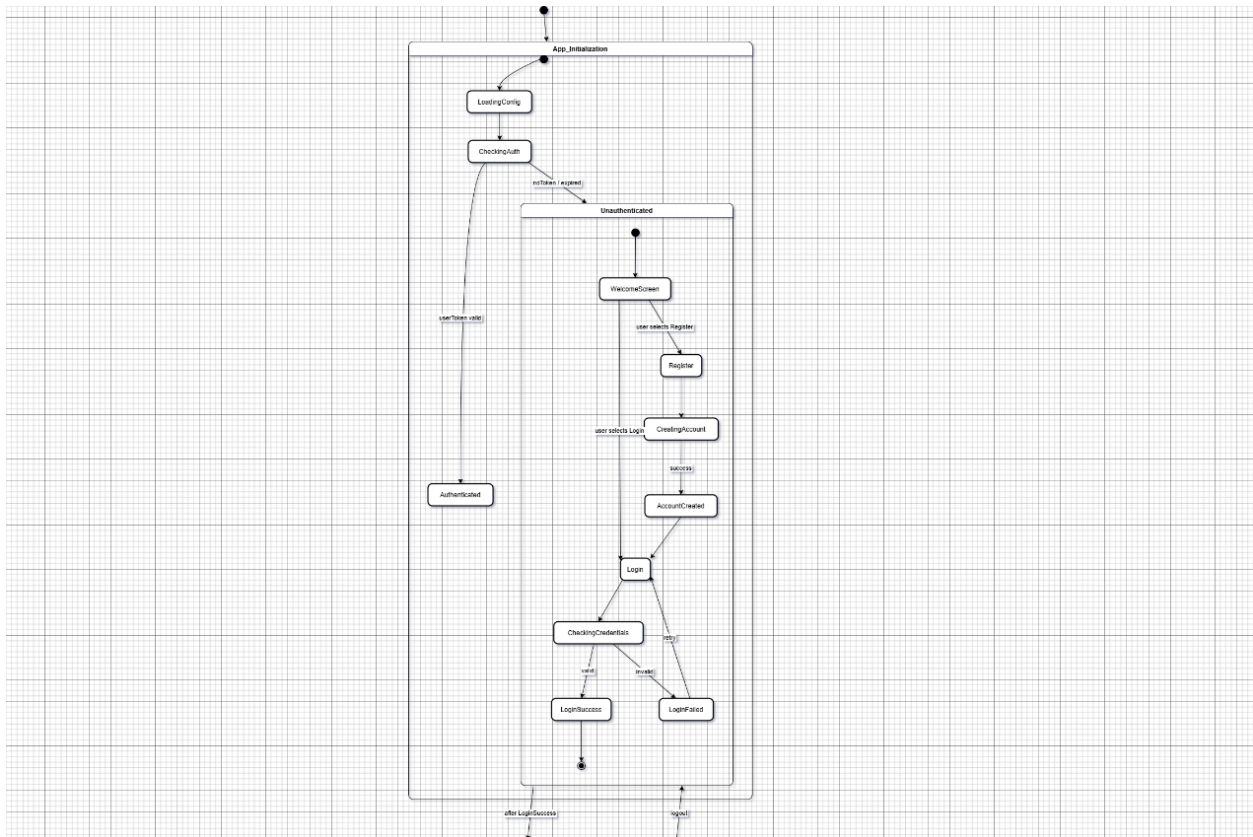 App_Initialization
LoadingConfig
CheckingAuth
noToken / expired
Unauthenticated
WelcomeScreen
userToken valid
user selects Register
Register
user selects Login
CreatingAccount
success
Authenticated
AccountCreated
Login
CheckingCredentials
retry
valid
invalid
LoginSuccess
LoginFailed
after LoginSuccess
logout